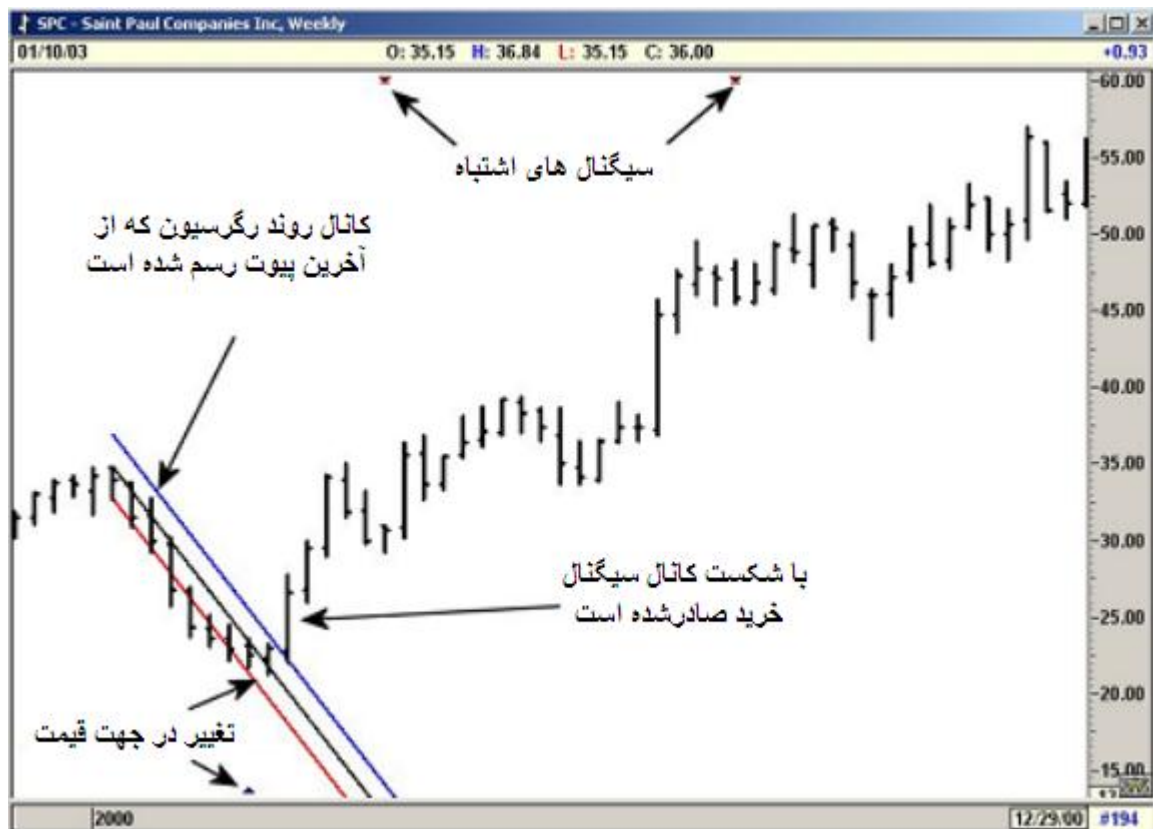 SPC - Saint Paul Companies Inc, Weekly
01/10/03 O: 35.15 H: 36.84 L: 35.15 C: 36.00 +0.93
60.00
سیگنال های اشتباه
55.00
کانال روند رگرسیون که از
آخرین پیوت رسم شده است
50.00
45.00
40.00
35.00
30.00
با شکست کانال سیگنال
خرید صادرشده است
25.00
20.00
تغییر در جهت قیمت
15.00
2000 12/29/00 #194